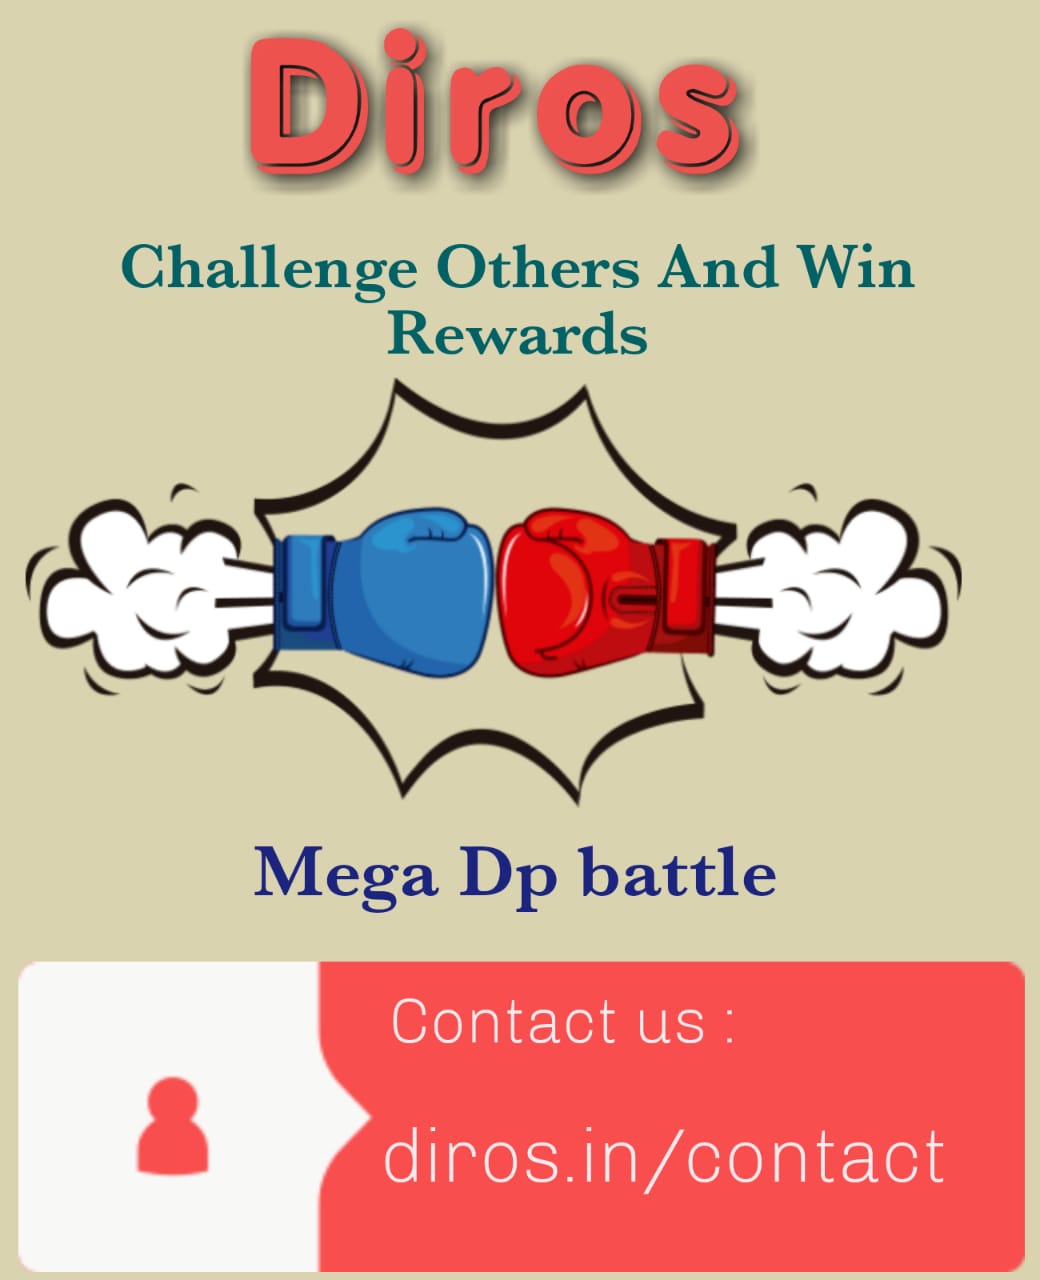 Diros
Challenge Others And Win
Rewards
Mega Dp battle
Contact us :
diros.in/contact